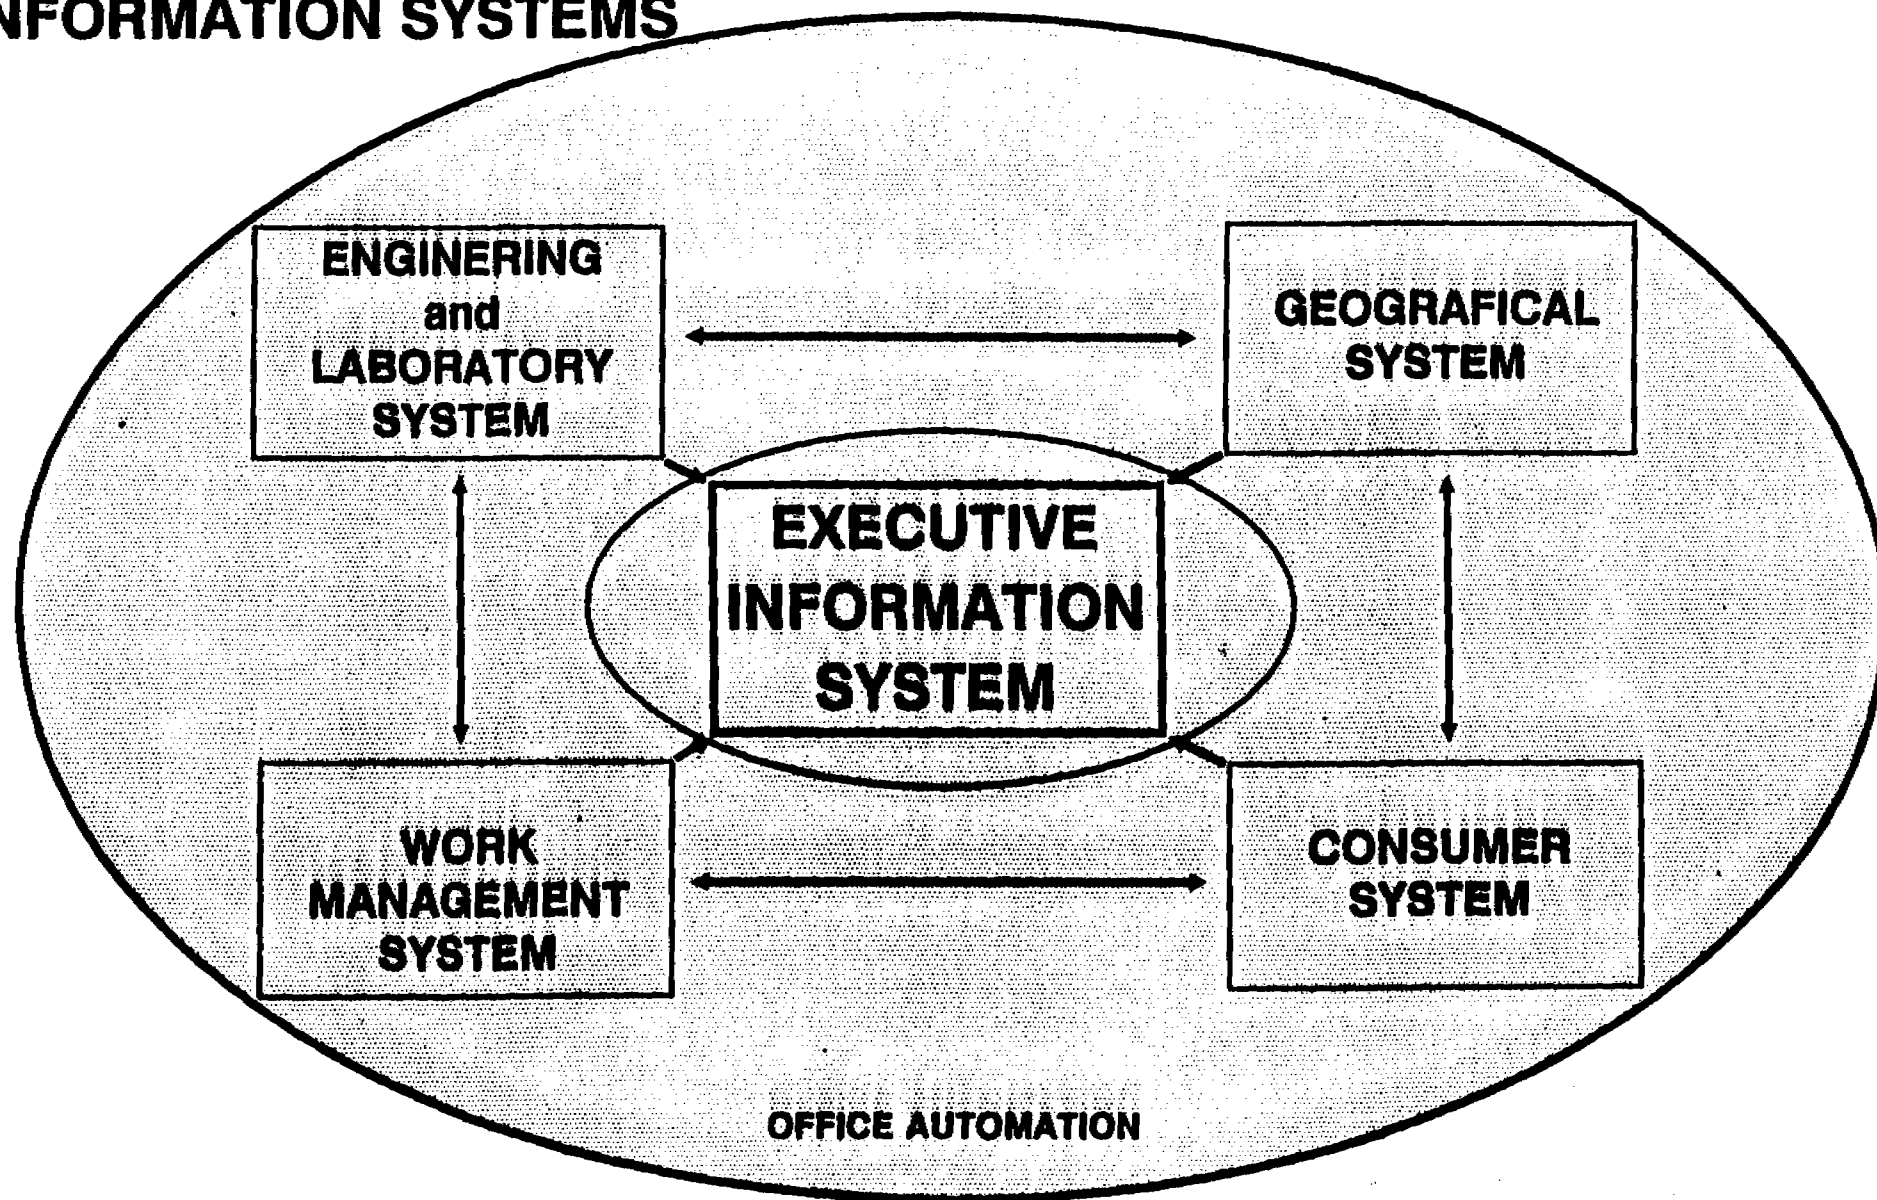 NFORMATION SYSTEMS
ENGINERING
and
LABORATORY
SYSTEM
GEOGRAFICAL
SYSTEM
EXECUTIVE
INFORMATION
SYSTEM
WORK
MANAGEMENT
SYSTEM
CONSUMER
SYSTEM
OFFICE AUTOMATION